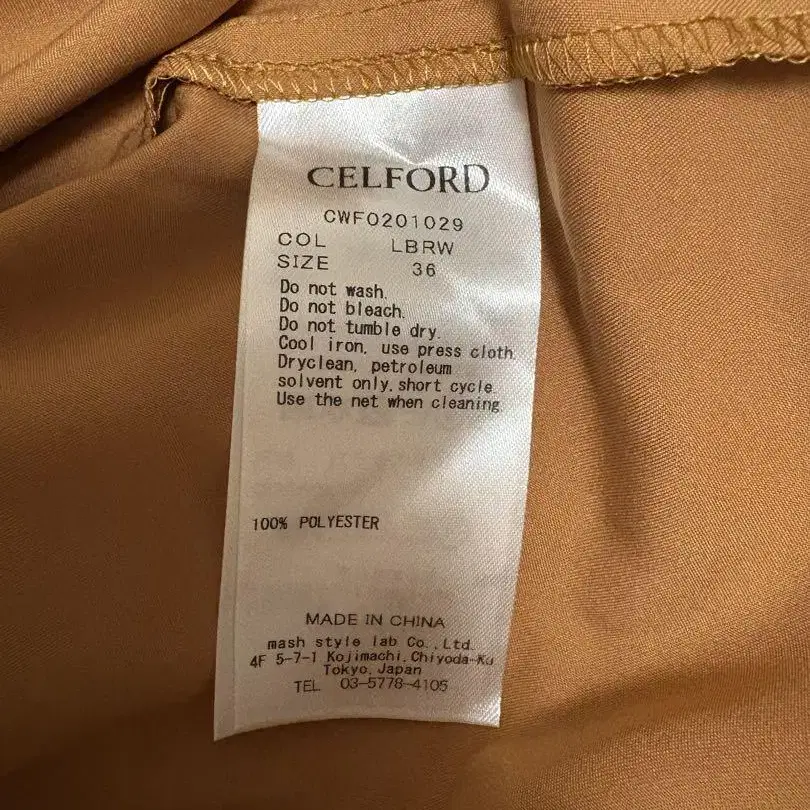 CELFORD
CWF0201029
COL LBRW
SIZE 36
Do not wash.
Do not bleach.
Do not tumble dry.
Cool iron, use press cloth.
Dryclean, petroleum
solvent only, short cycle.
Use the net when cleaning.
100% POLYESTER
MADE IN CHINA
mash style lab Co., Ltd.
4F 5-7-1 Kojimachi, Chiyoda-Ku
Tokyo, Japan
TEL 03-5778-4105